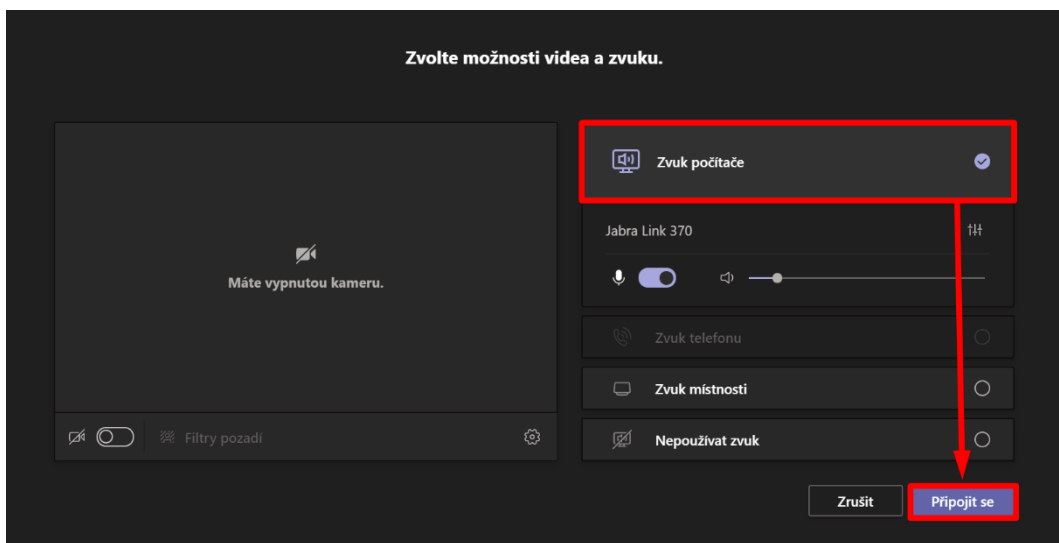 Zvolte možnosti videa a zvuku.
Máte vypnutou kameru.
Filtry pozadí
Zvuk počítače
Jabra Link 370
Zvuk telefonu
Zvuk místnosti
Nepoužívat zvuk
Zrušit
Připojit se